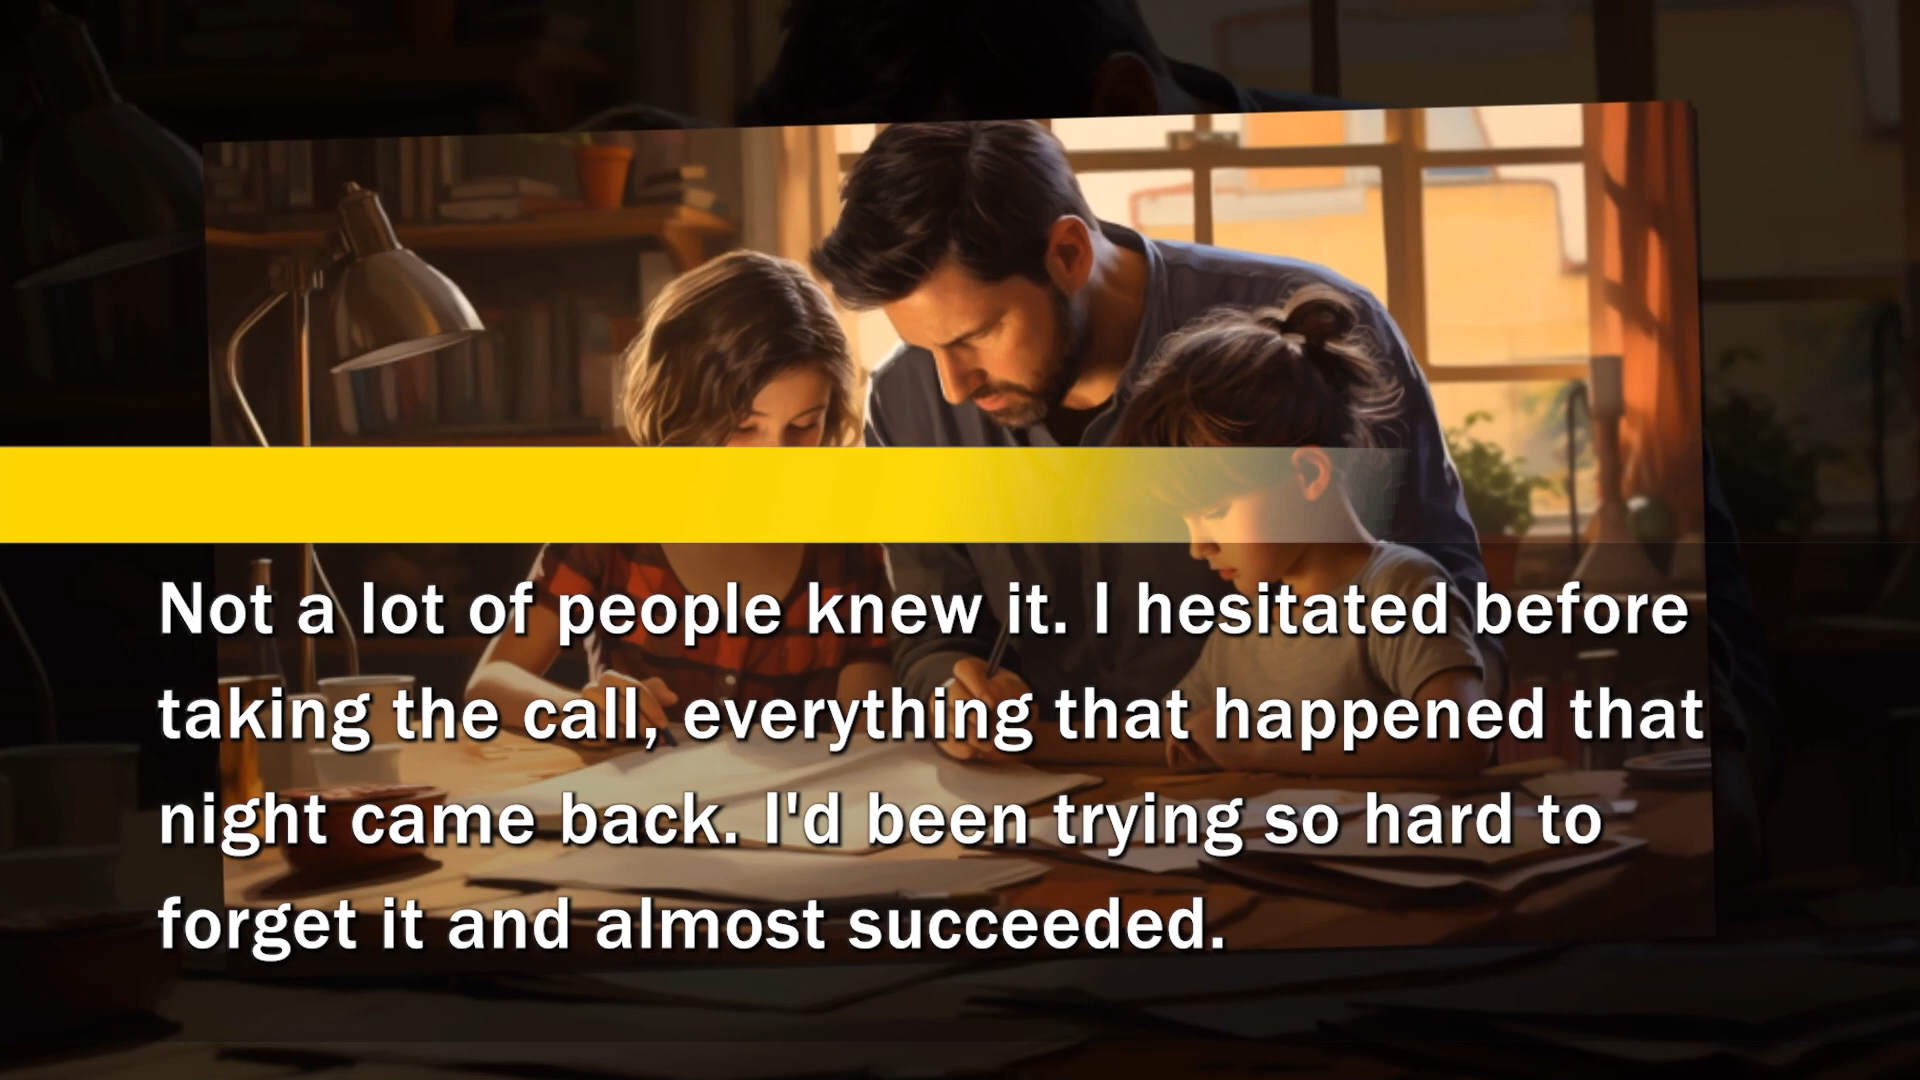 Not a lot of people knew it. I hesitated before
taking the call, everything that happened that
night came back. I'd been trying so hard to
forget it and almost succeeded.